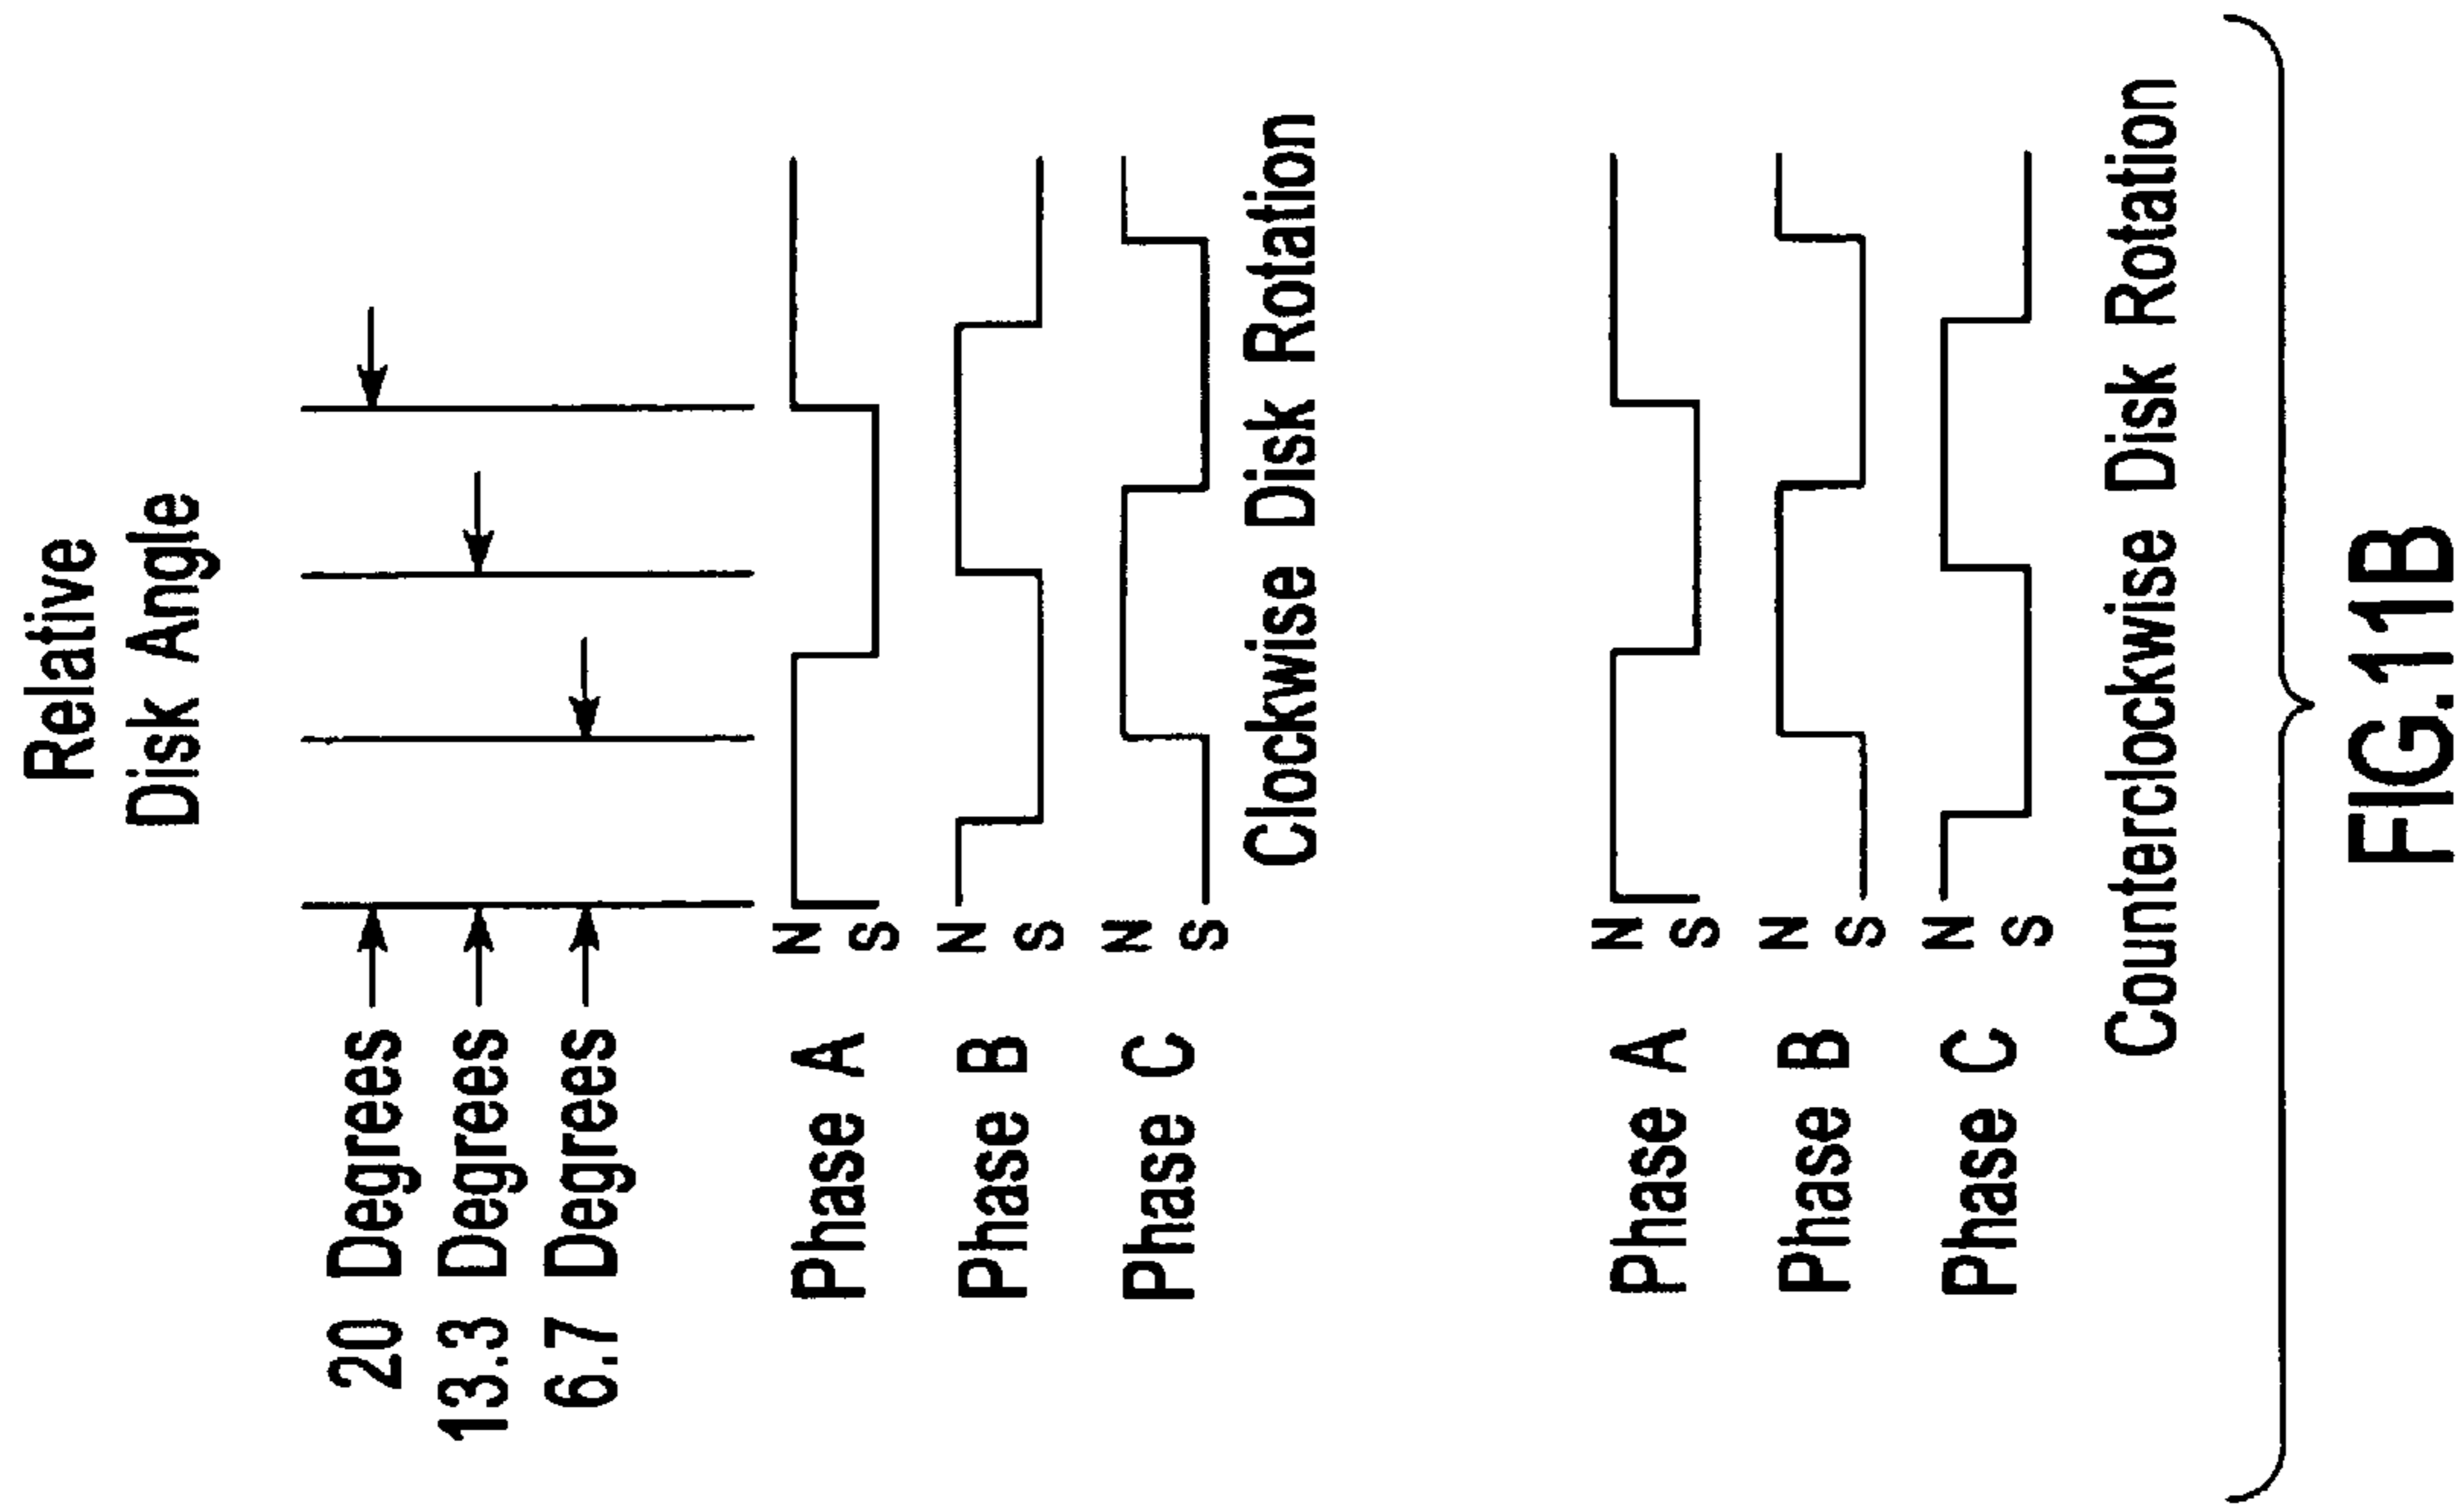 Relative
Disk Angle
20 Degrees
13.3 Degrees
6.7 Degrees
Phase A
N
S
Phase B
N
S
Phase C
N
S
Clockwise Disk Rotation
Phase A
N
S
Phase B
N
S
Phase C
N
S
Counterclockwise Disk Rotation
FIG.11B